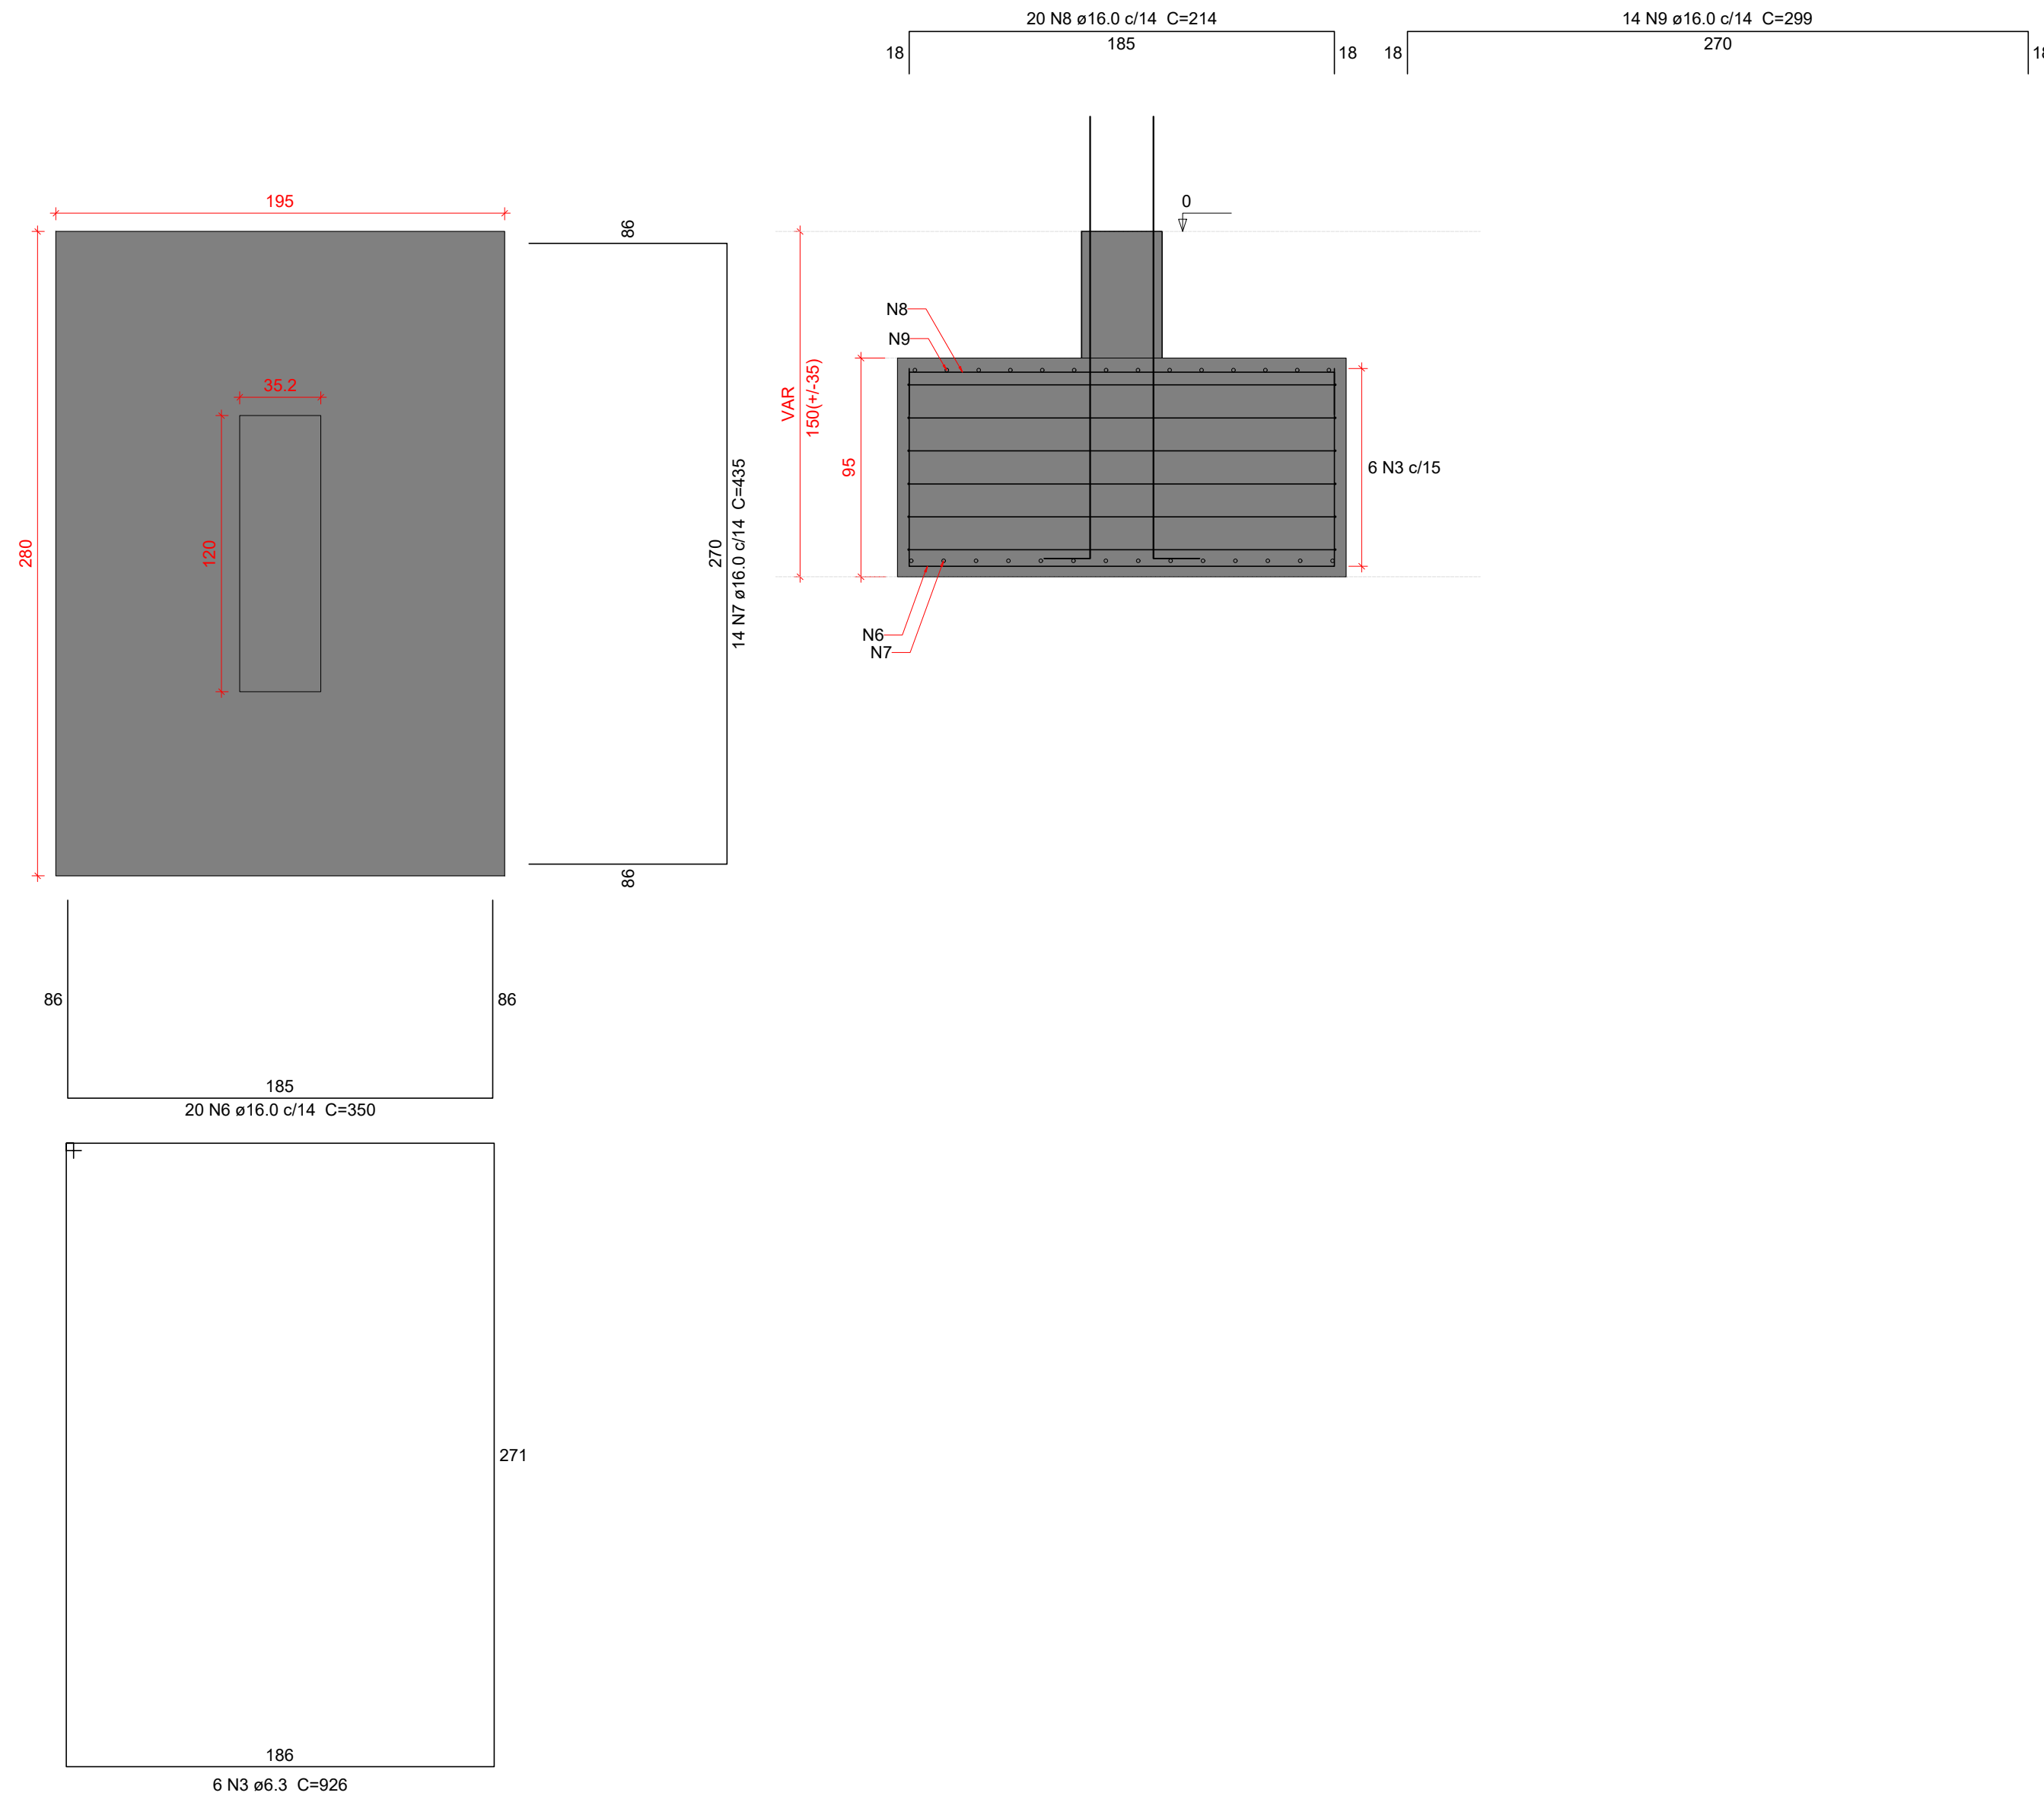 20 N8 ø16.0 c/14 C=214
185
18
18
14 N9 ø16.0 c/14 C=299
270
18
195
280
35.2
120
86
270
14 N7 ø16.0 c/14 C=435
86
0
N8
N9
VAR
150(+/-35)
95
6 N3 c/15
N6
N7
86
86
185
20 N6 ø16.0 c/14 C=350
271
186
6 N3 ø6.3 C=926